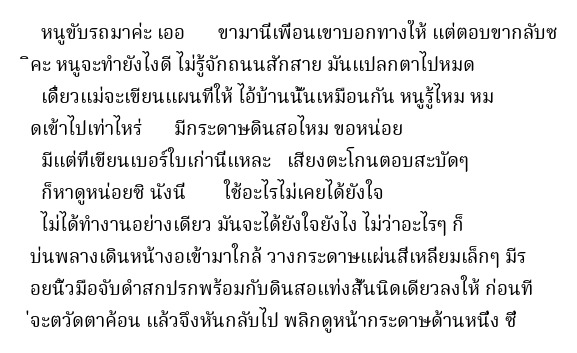 หนูขับรถมาค่ะ เออ ขามานี่เพื่อนเขาบอกทางให้ แต่ตอบขากลับซ
ิคะ หนูจะทำยังไงดี ไม่รู้จักถนนสักสาย มันแปลกตาไปหมด
เดี๋ยวแม่จะเขียนแผนที่ให้ ไอ้บ้านนั้นเหมือนกัน หนูรู้ไหม หม
ดเข้าไปเท่าไหร่ มีกระดาษดินสอไหม ขอหน่อย
มีแต่ที่เขียนเบอร์ใบเก่านี่แหละ เสียงตะโกนตอบสะบัดๆ
ก็หาดูหน่อยซิ นังนี่ ใช้อะไรไม่เคยได้ยังใจ
ไม่ได้ทำงานอย่างเดียว มันจะได้ยังใจยังไง ไม่ว่าอะไรๆ ก็
บ่นพลางเดินหน้างอเข้ามาใกล้ วางกระดาษแผ่นสี่เหลี่ยมเล็กๆ มีร
อยนิ้วมือจับดำสกปรกพร้อมกับดินสอแท่งสั้นนิดเดียวลงให้ ก่อนที
่จะตวัดตาค้อน แล้วจึงหันกลับไป พลิกดูหน้ากระดาษด้านหนึ่ง ซึ่